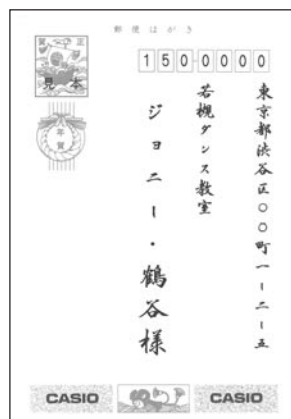 郵便はがき
賀正
見本
年賀
150-0000
東京都渋谷区〇〇町一ー二ー五
若槻ダンス教室
ジョニー・鶴谷様
CASIO
CASIO